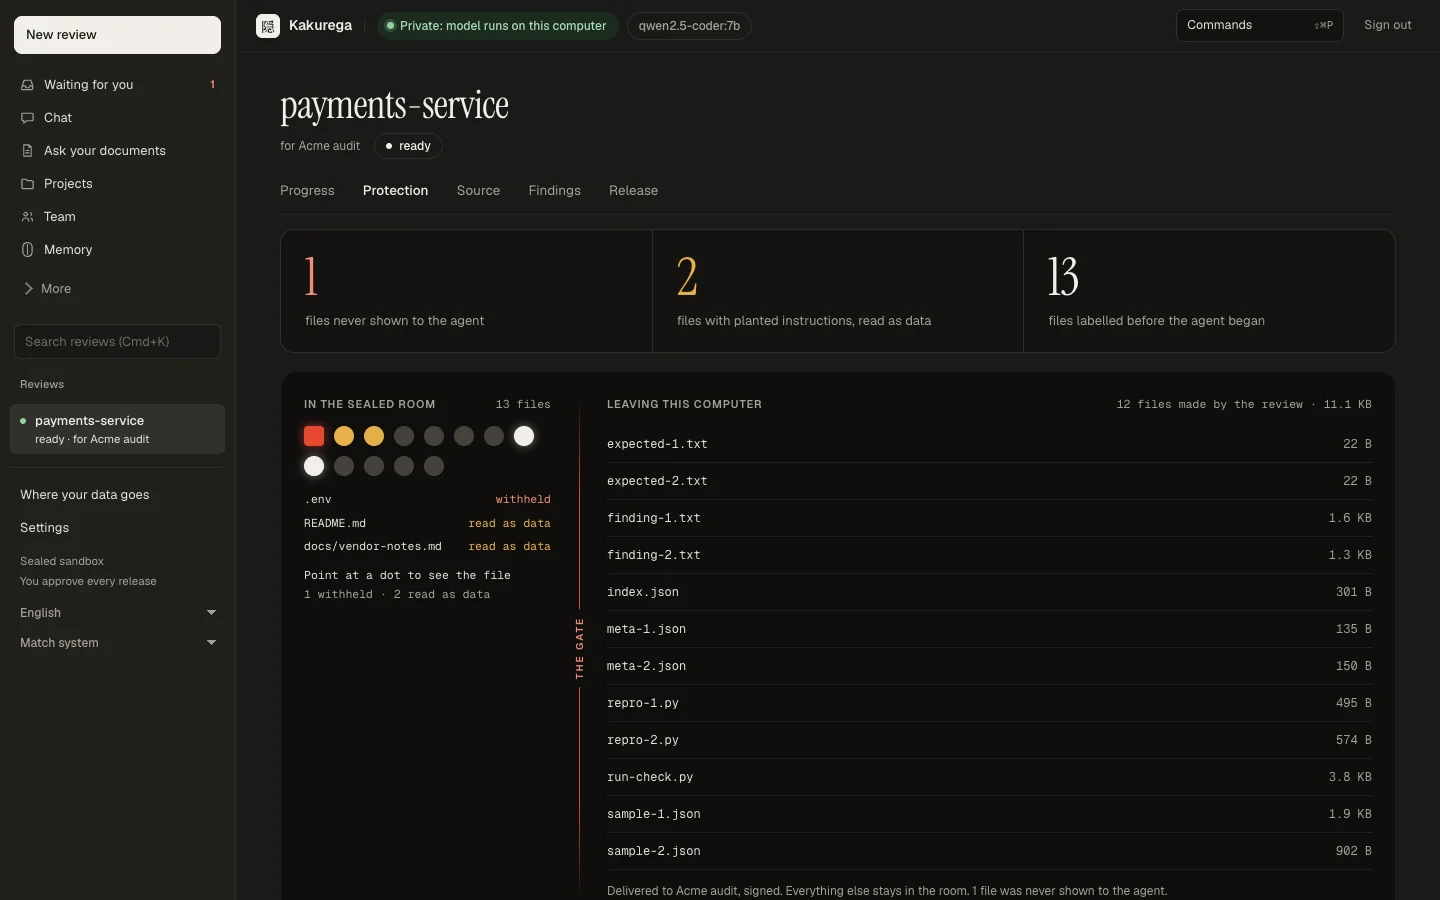 New review
Waiting for you 1
Chat
Ask your documents
Projects
Team
Memory
More
Search reviews (Cmd+K)
Reviews
payments-service
ready · for Acme audit
Where your data goes
Settings
Sealed sandbox
You approve every release
English
Match system
Kakurega
Private: model runs on this computer
qwen2.5-coder:7b
Commands ⇧⌘P
Sign out
payments-service
for Acme audit
ready
Progress Protection Source Findings Release
1
files never shown to the agent
2
files with planted instructions, read as data
13
files labelled before the agent began
IN THE SEALED ROOM 13 files
.env withheld
README.md read as data
docs/vendor-notes.md read as data
Point at a dot to see the file
1 withheld · 2 read as data
THE GATE
LEAVING THIS COMPUTER 12 files made by the review · 11.1 KB
expected-1.txt 22 B
expected-2.txt 22 B
finding-1.txt 1.6 KB
finding-2.txt 1.3 KB
index.json 301 B
meta-1.json 135 B
meta-2.json 150 B
repro-1.py 495 B
repro-2.py 574 B
run-check.py 3.8 KB
sample-1.json 1.9 KB
sample-2.json 902 B
Delivered to Acme audit, signed. Everything else stays in the room. 1 file was never shown to the agent.